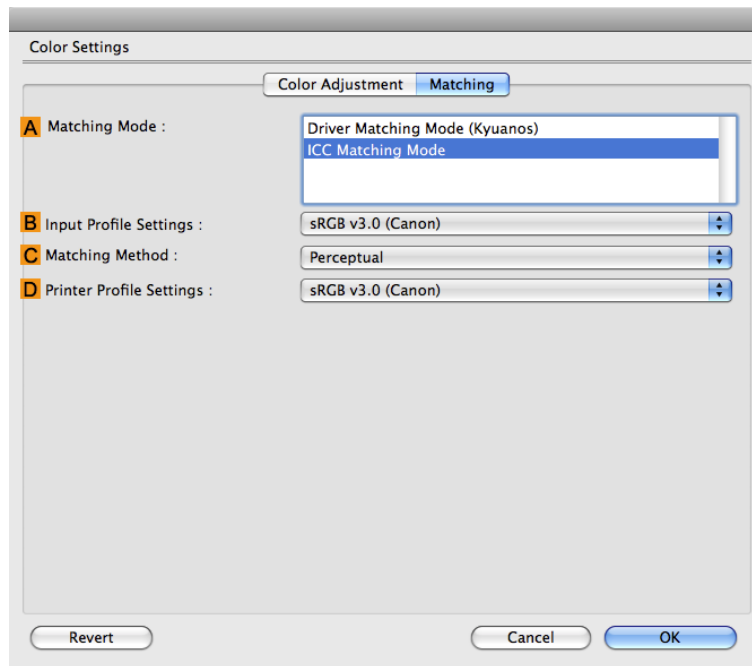 Color Settings
Color Adjustment Matching
A Matching Mode :
Driver Matching Mode (Kyuanos)
ICC Matching Mode
B Input Profile Settings : sRGB v3.0 (Canon)
C Matching Method : Perceptual
D Printer Profile Settings : sRGB v3.0 (Canon)
Revert Cancel OK